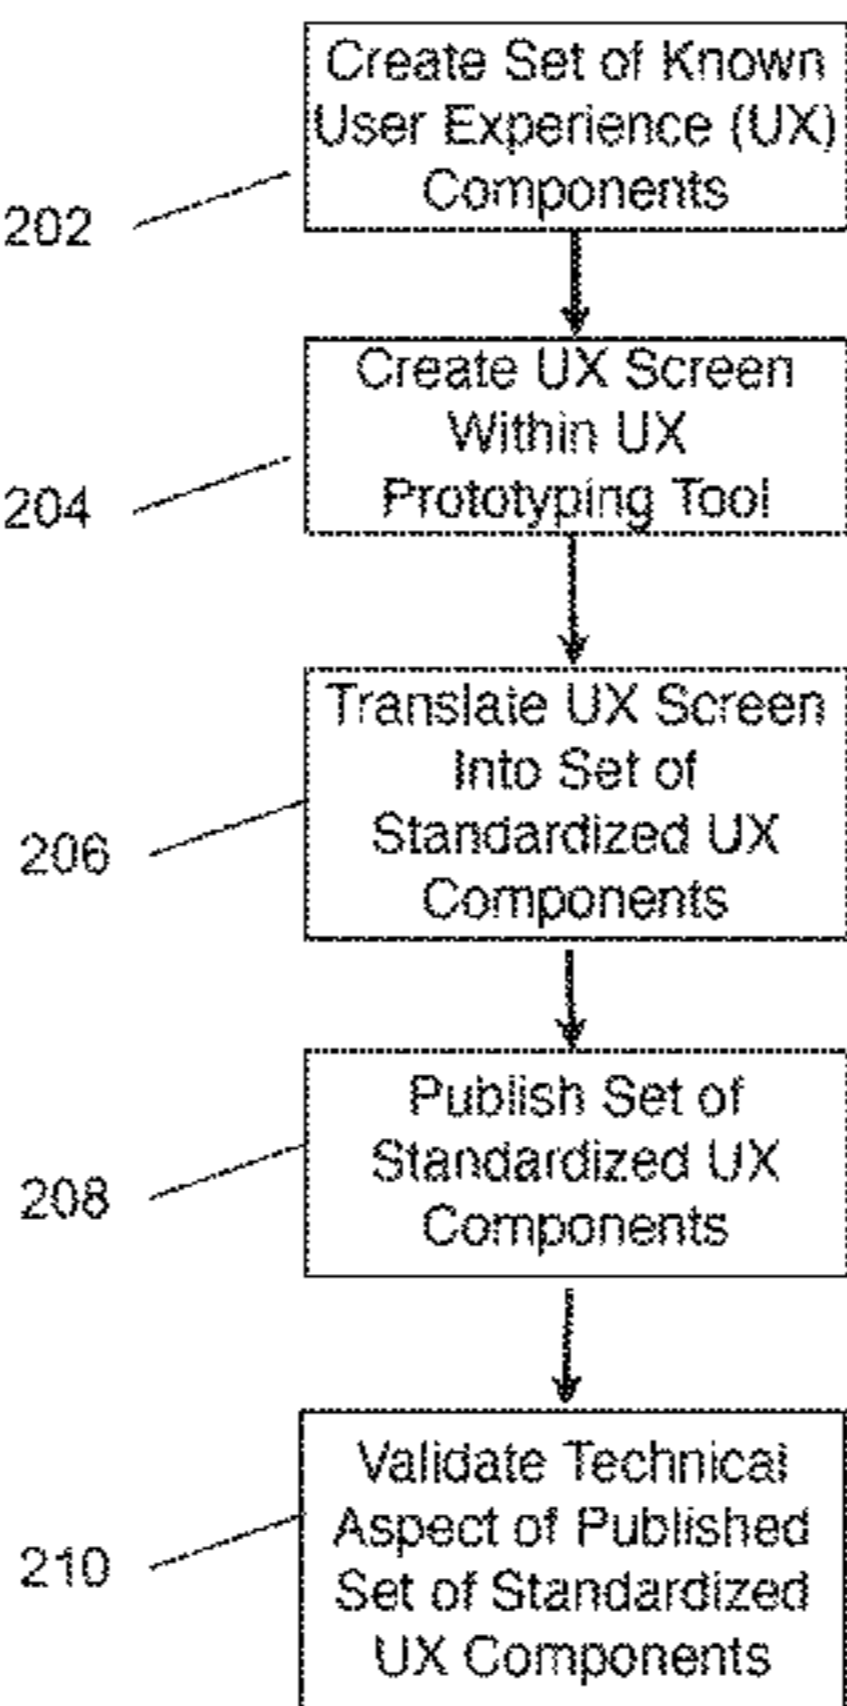 Create Set of Known
User Experience (UX)
Components
202
Create UX Screen
Within UX
Prototyping Tool
204
Translate UX Screen
Into Set of
Standardized UX
Components
206
Publish Set of
Standardized UX
Components
208
Validate Technical
Aspect of Published
Set of Standardized
UX Components
210